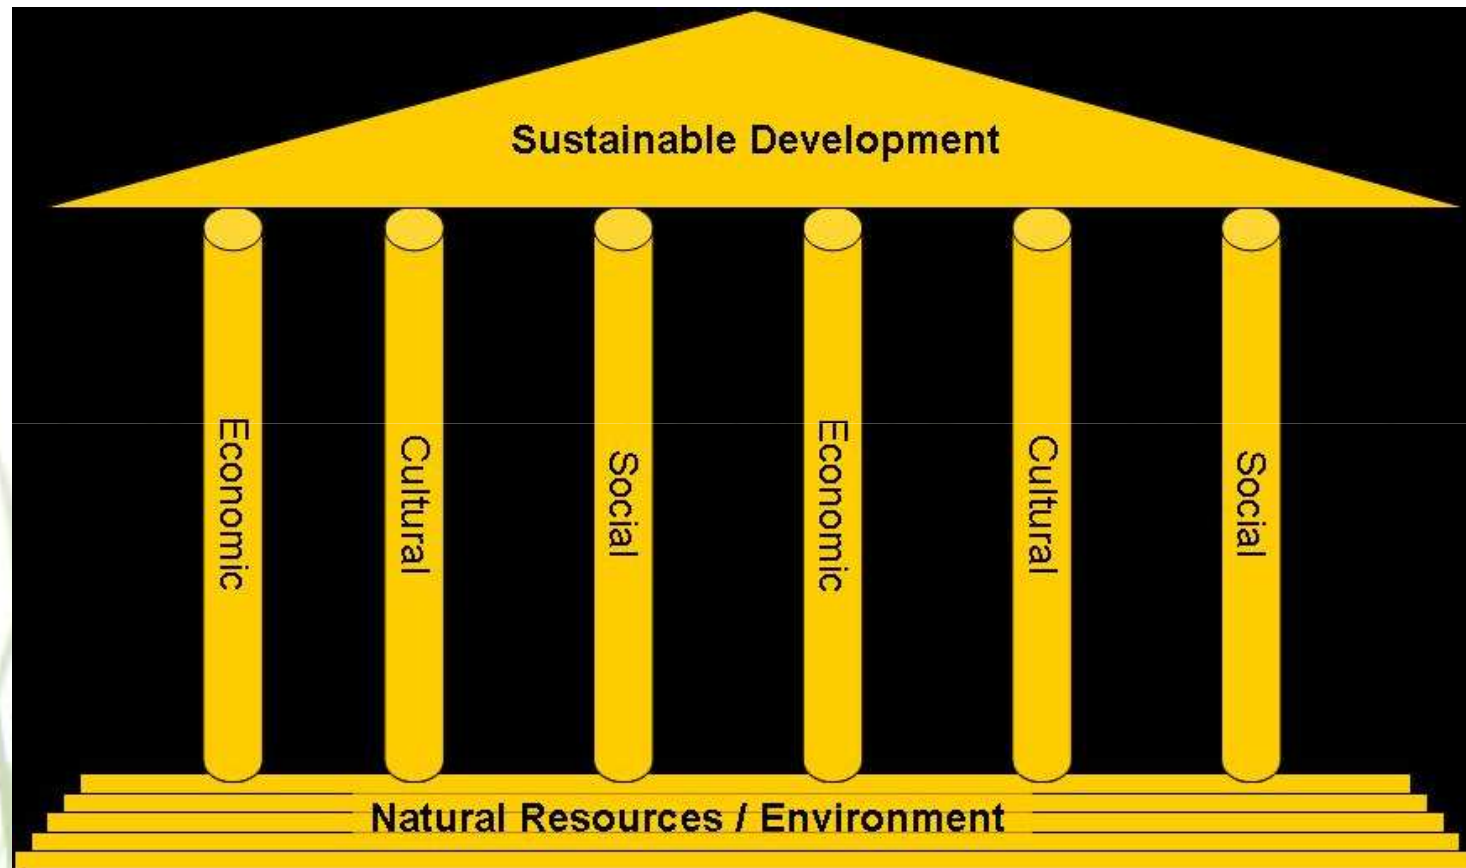 Sustainable Development
Economic
Cultural
Social
Economic
Cultural
Social
Natural Resources / Environment